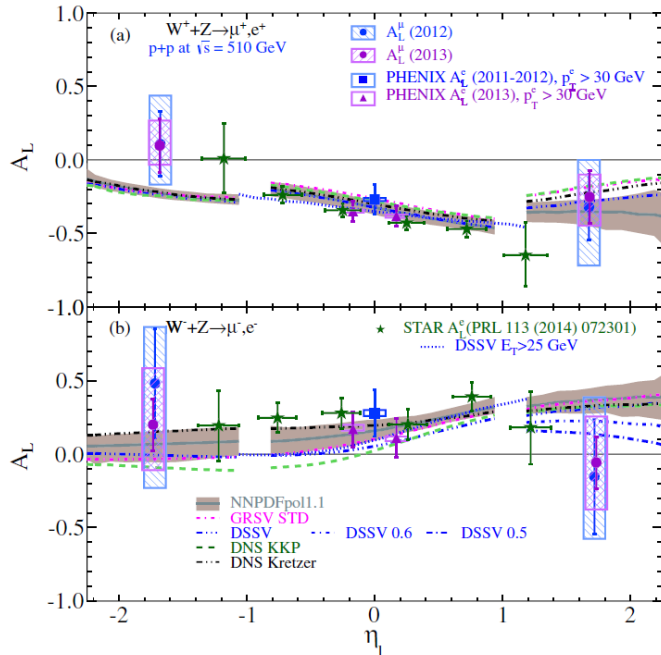 W⁺+Z→μ⁺,e⁺
(a)
p+p at √s = 510 GeV
A_L^μ (2012)
A_L^μ (2013)
PHENIX A_L^e (2011-2012), p_T^e > 30 GeV
PHENIX A_L^e (2013), p_T^e > 30 GeV
A_L
1.0
0.5
0.0
-0.5
-1.0
(b) W⁻+Z→μ⁻,e⁻
STAR A_L^e(PRL 113 (2014) 072301)
DSSV E_T>25 GeV
A_L
0.5
0.0
-0.5
-1.0
NNPDFpol1.1
GRSV STD
DSSV DSSV 0.6 DSSV 0.5
DNS KKP
DNS Kretzer
-2 -1 0 1 2
η_l